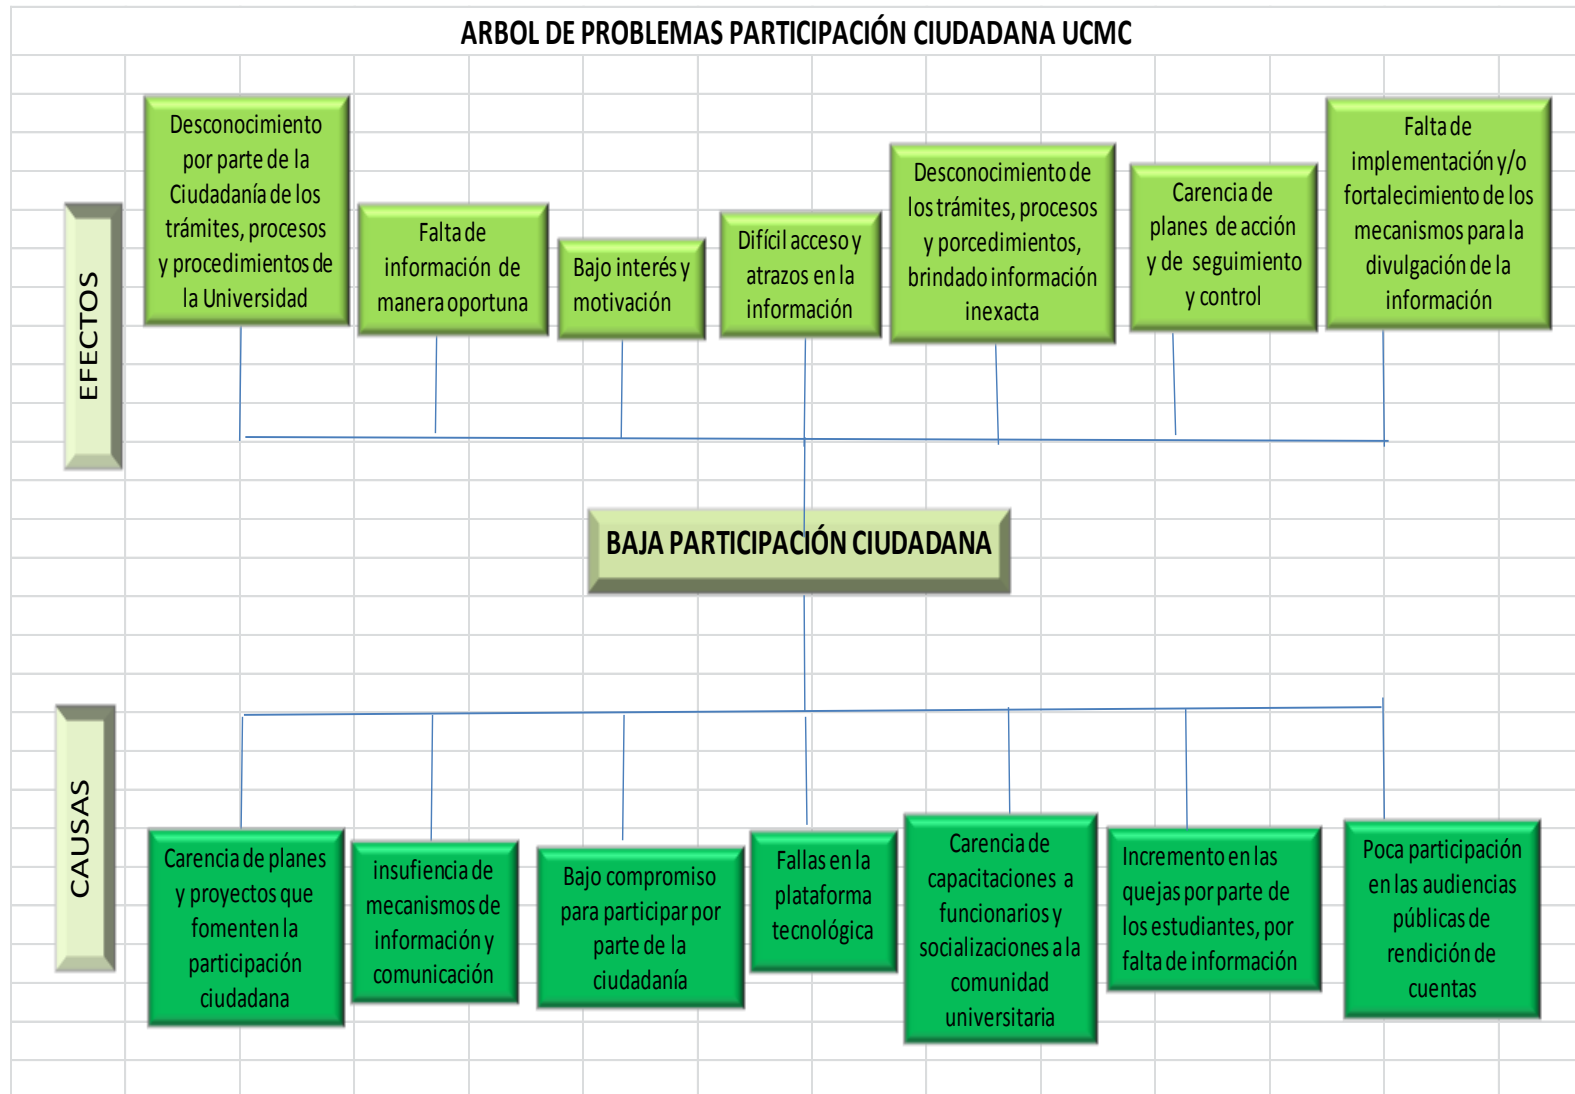 ARBOL DE PROBLEMAS PARTICIPACIÓN CIUDADANA UCMC
EFECTOS
Desconocimiento
por parte de la
Ciudadanía de los
trámites, procesos
y procedimientos de
la Universidad
Falta de
información de
manera oportuna
Bajo interés y
motivación
Difícil acceso y
atrazos en la
información
Desconocimiento de
los trámites, procesos
y porcedimientos,
brindado información
inexacta
Carencia de
planes de acción
y de seguimiento
y control
Falta de
implementación y/o
fortalecimiento de los
mecanismos para la
divulgación de la
información
BAJA PARTICIPACIÓN CIUDADANA
CAUSAS
Carencia de planes
y proyectos que
fomenten la
participación
ciudadana
insufiencia de
mecanismos de
información y
comunicación
Bajo compromiso
para participar por
parte de la
ciudadanía
Fallas en la
plataforma
tecnológica
Carencia de
capacitaciones a
funcionarios y
socializaciones a la
comunidad
universitaria
Incremento en las
quejas por parte de
los estudiantes, por
falta de información
Poca participación
en las audiencias
públicas de
rendición de
cuentas